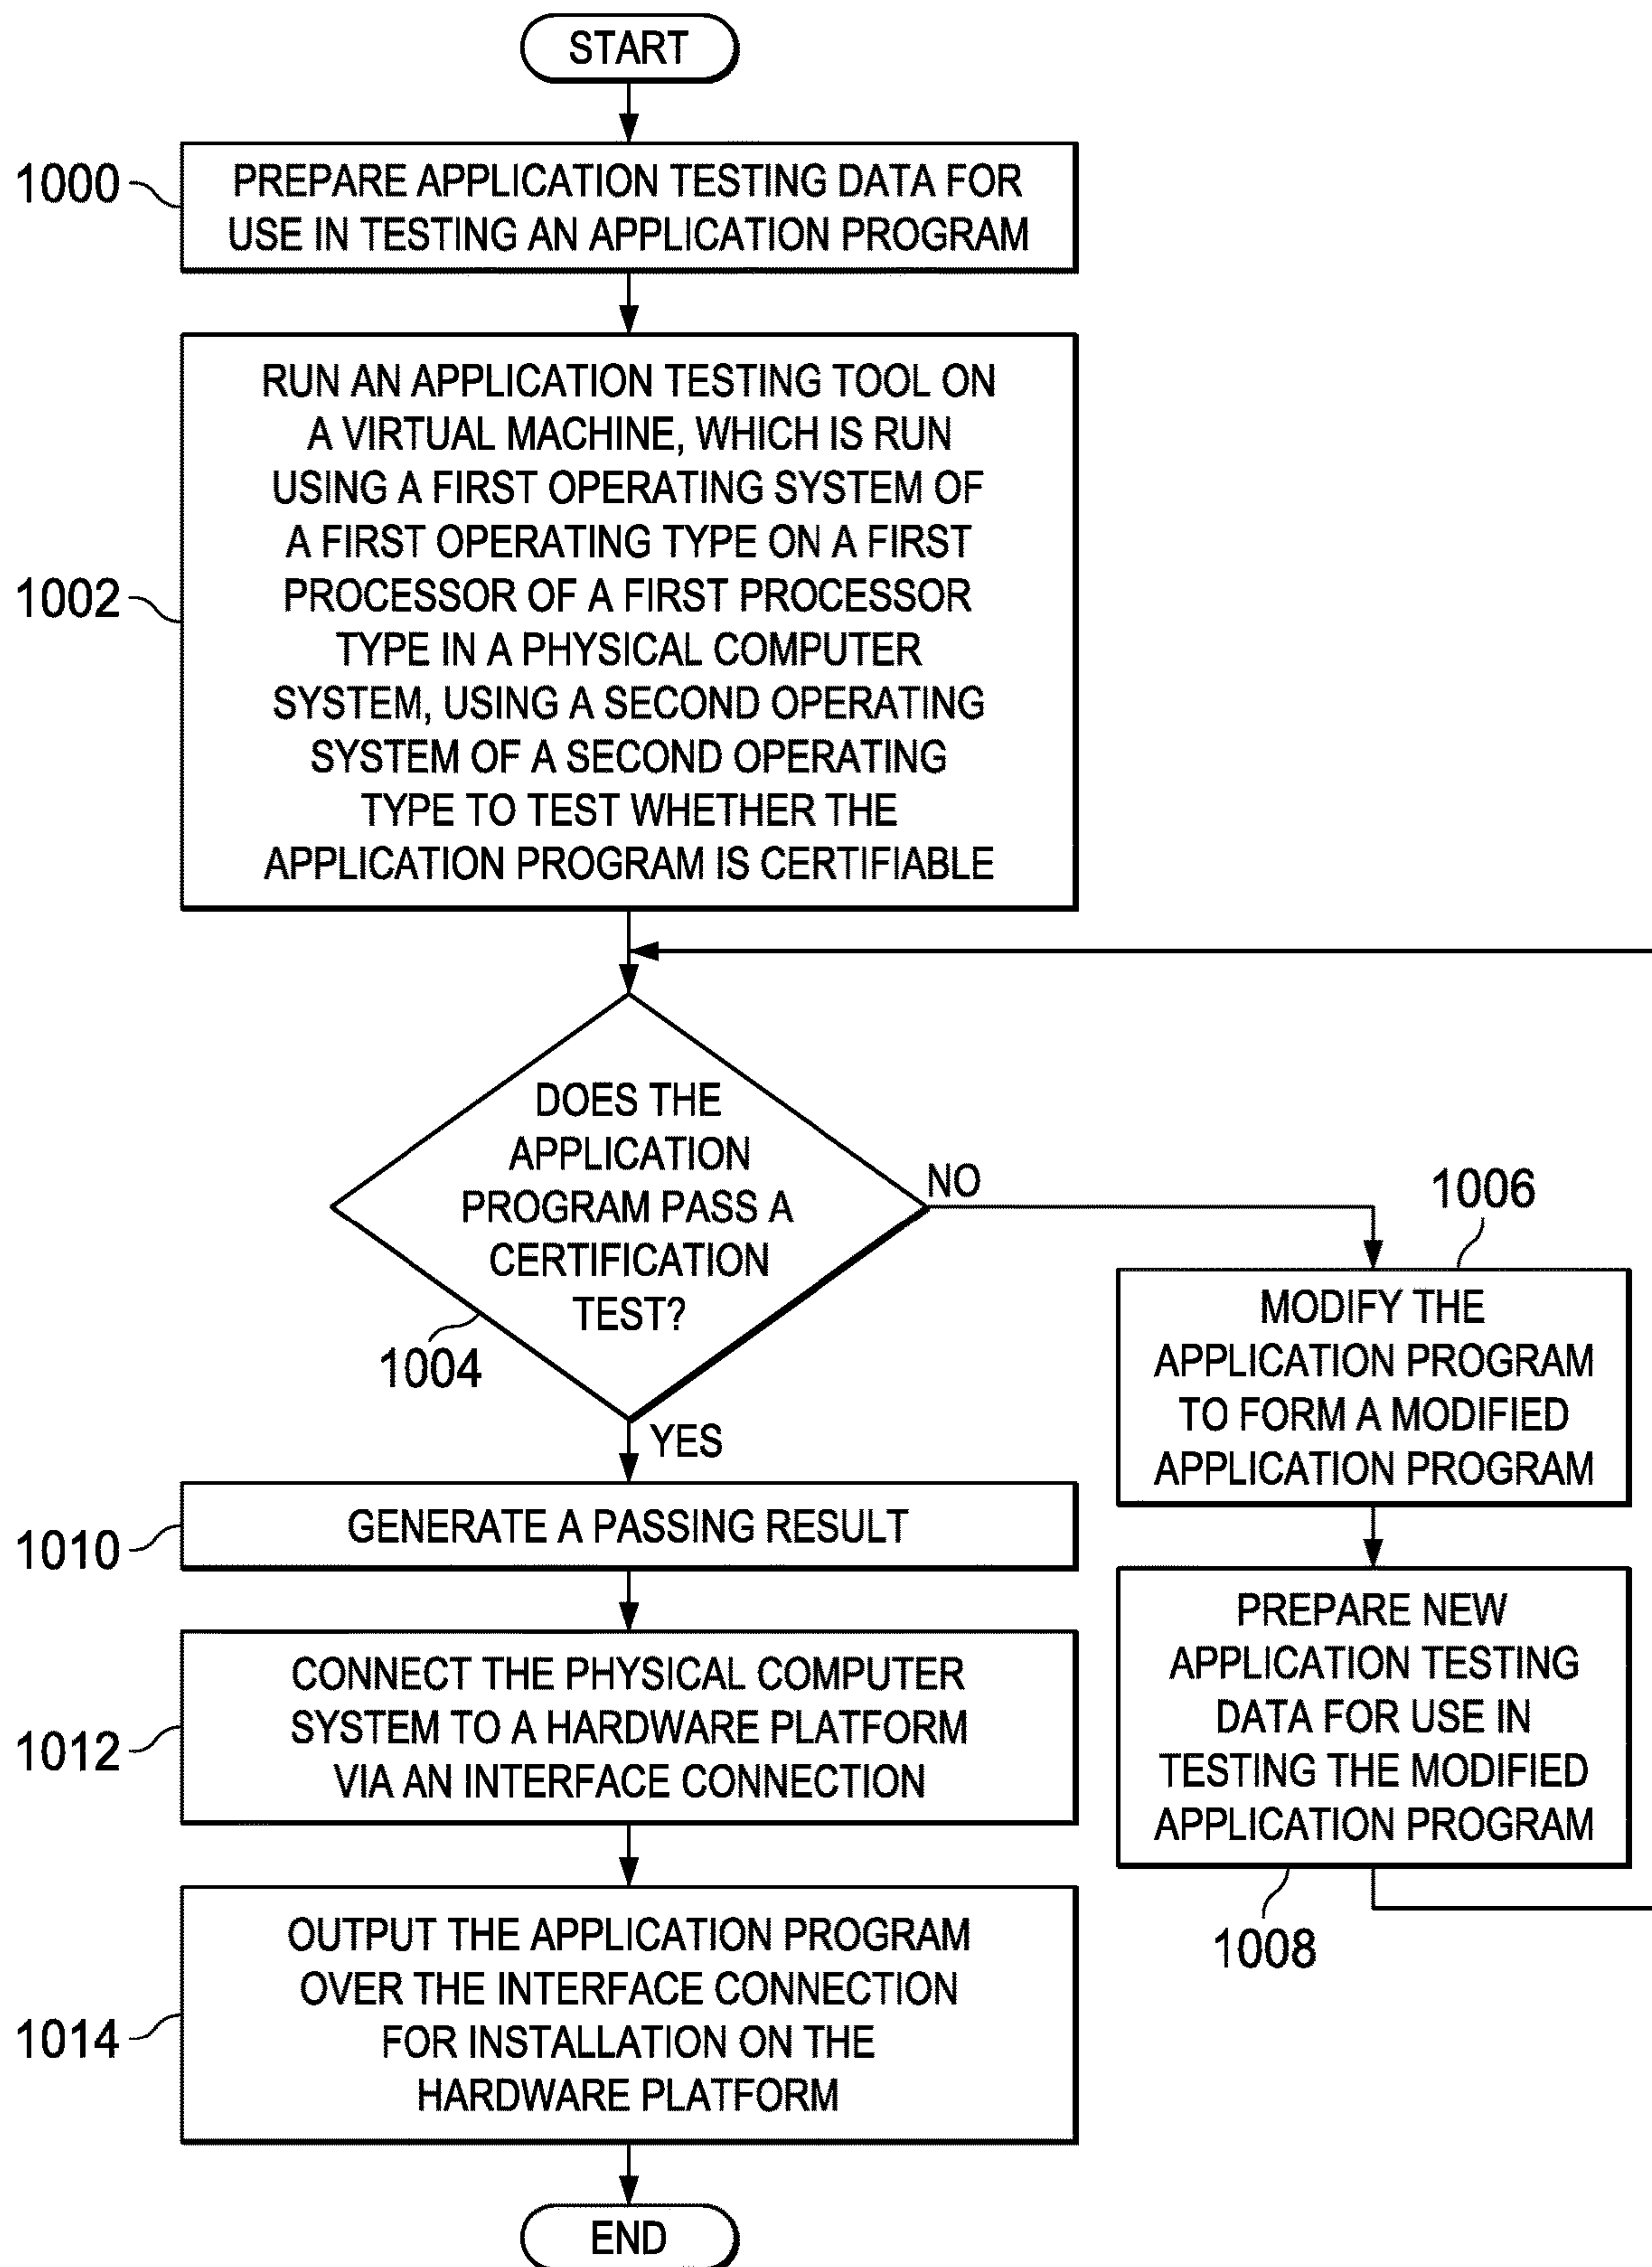 START
1000
PREPARE APPLICATION TESTING DATA FOR
USE IN TESTING AN APPLICATION PROGRAM
1002
RUN AN APPLICATION TESTING TOOL ON
A VIRTUAL MACHINE, WHICH IS RUN
USING A FIRST OPERATING SYSTEM OF
A FIRST OPERATING TYPE ON A FIRST
PROCESSOR OF A FIRST PROCESSOR
TYPE IN A PHYSICAL COMPUTER
SYSTEM, USING A SECOND OPERATING
SYSTEM OF A SECOND OPERATING
TYPE TO TEST WHETHER THE
APPLICATION PROGRAM IS CERTIFIABLE
DOES THE
APPLICATION
PROGRAM PASS A
CERTIFICATION
TEST?
1004
NO
YES
1006
MODIFY THE
APPLICATION PROGRAM
TO FORM A MODIFIED
APPLICATION PROGRAM
PREPARE NEW
APPLICATION TESTING
DATA FOR USE IN
TESTING THE MODIFIED
APPLICATION PROGRAM
1008
1010
GENERATE A PASSING RESULT
1012
CONNECT THE PHYSICAL COMPUTER
SYSTEM TO A HARDWARE PLATFORM
VIA AN INTERFACE CONNECTION
1014
OUTPUT THE APPLICATION PROGRAM
OVER THE INTERFACE CONNECTION
FOR INSTALLATION ON THE
HARDWARE PLATFORM
END